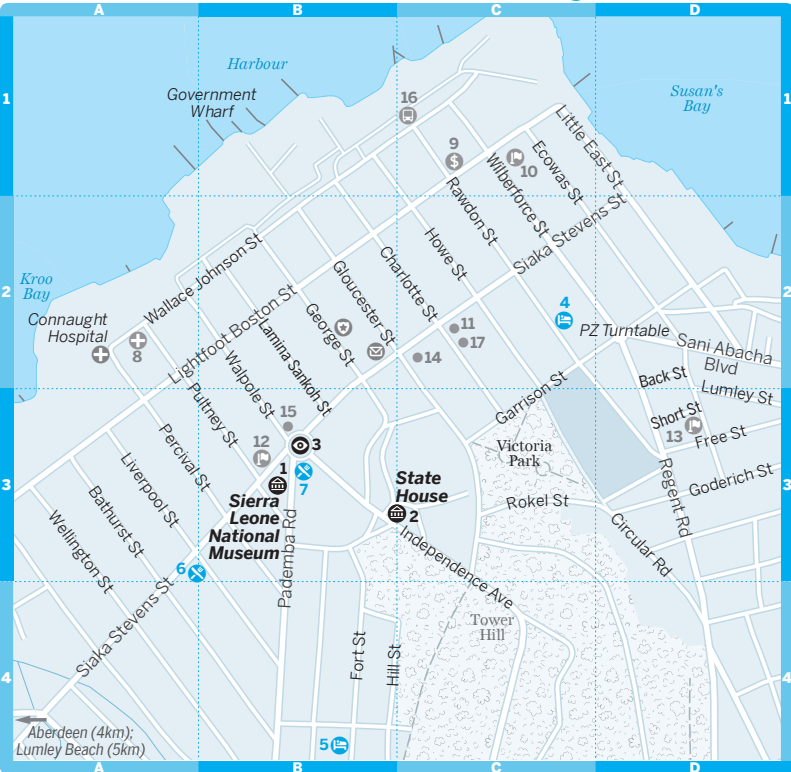 A
B
C
D
1
1
Harbour
Government
Wharf
Susan's
Bay
16
9
$
10
Little East St
Ecowas St
Wilberforce St
Rawdon St
Siaka Stevens St
Howe St
Charlotte St
Gloucester St
George St
Wallace Johnson St
Lightfoot Boston St
Lamina Sankoh St
2
2
Kroo
Bay
Connaught
Hospital
8
4
PZ Turntable
11
17
14
Sani Abacha
Blvd
Back St
Lumley St
Short St
13
Free St
Goderich St
Garrison St
Victoria
Park
Walpole St
Pultney St
Percival St
Liverpool St
Bathurst St
Wellington St
15
12
3
1
7
3
3
Sierra
Leone
National
Museum
State
House
2
Rokel St
Regent Rd
Circular Rd
Independence Ave
Pademba Rd
6
Siaka Stevens St
Tower
Hill
Fort St
Hill St
4
4
5
Aberdeen (4km);
Lumley Beach (5km)
A
B
C
D